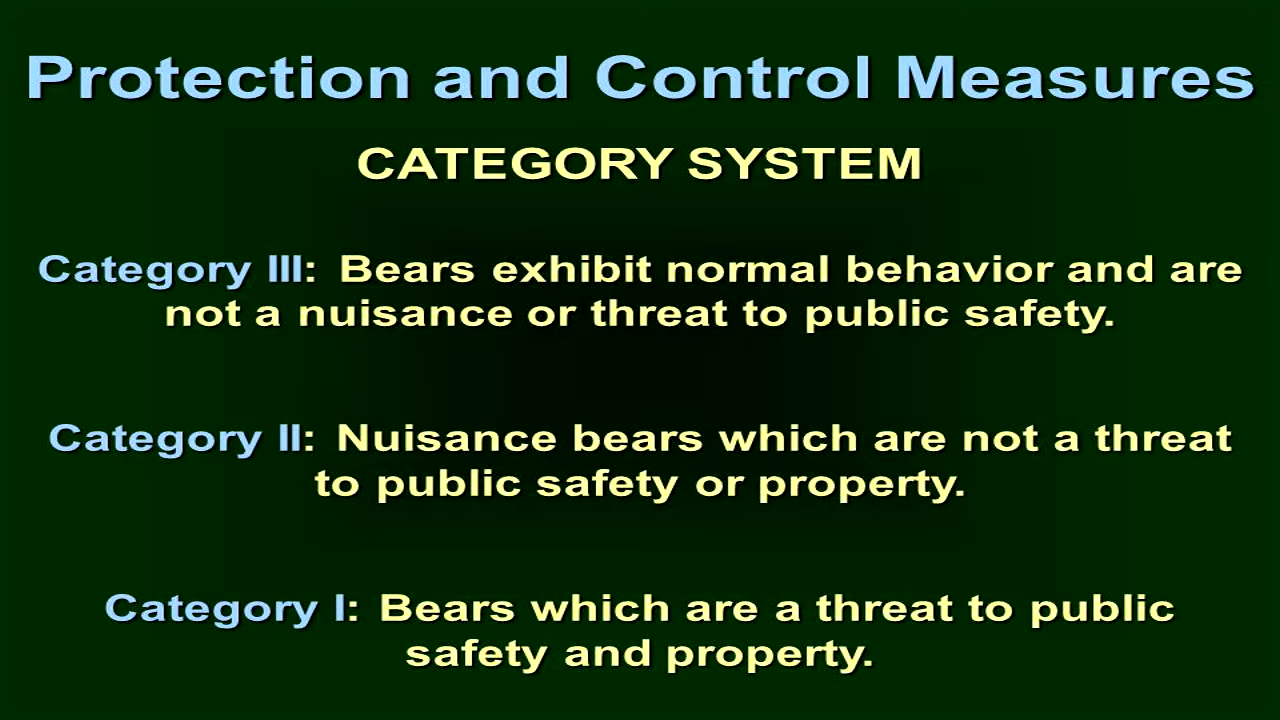 Protection and Control Measures
CATEGORY SYSTEM
Category III: Bears exhibit normal behavior and are
not a nuisance or threat to public safety.
Category II: Nuisance bears which are not a threat
to public safety or property.
Category I: Bears which are a threat to public
safety and property.